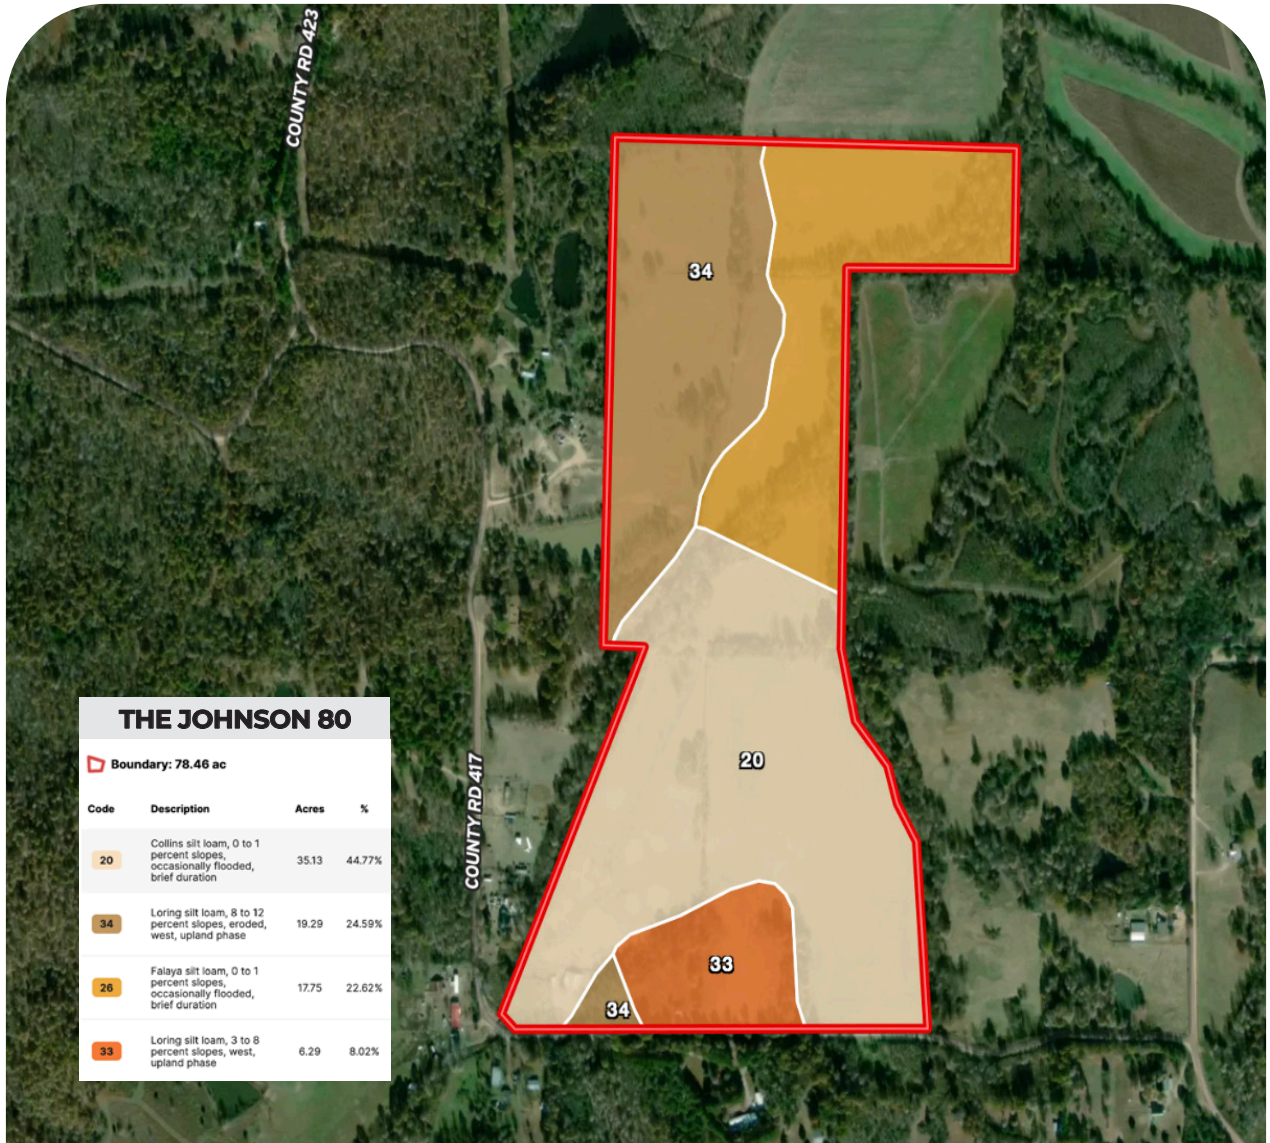 COUNTY RD 423
34
20
COUNTY RD 417
33
34
THE JOHNSON 80
Boundary: 78.46 ac
Code Description Acres %
20 Collins silt loam, 0 to 1 35.13 44.77%
percent slopes,
occasionally flooded,
brief duration
34 Loring silt loam, 8 to 12 19.29 24.59%
percent slopes, eroded,
west, upland phase
26 Falaya silt loam, 0 to 1 17.75 22.62%
percent slopes,
occasionally flooded,
brief duration
33 Loring silt loam, 3 to 8 6.29 8.02%
percent slopes, west,
upland phase